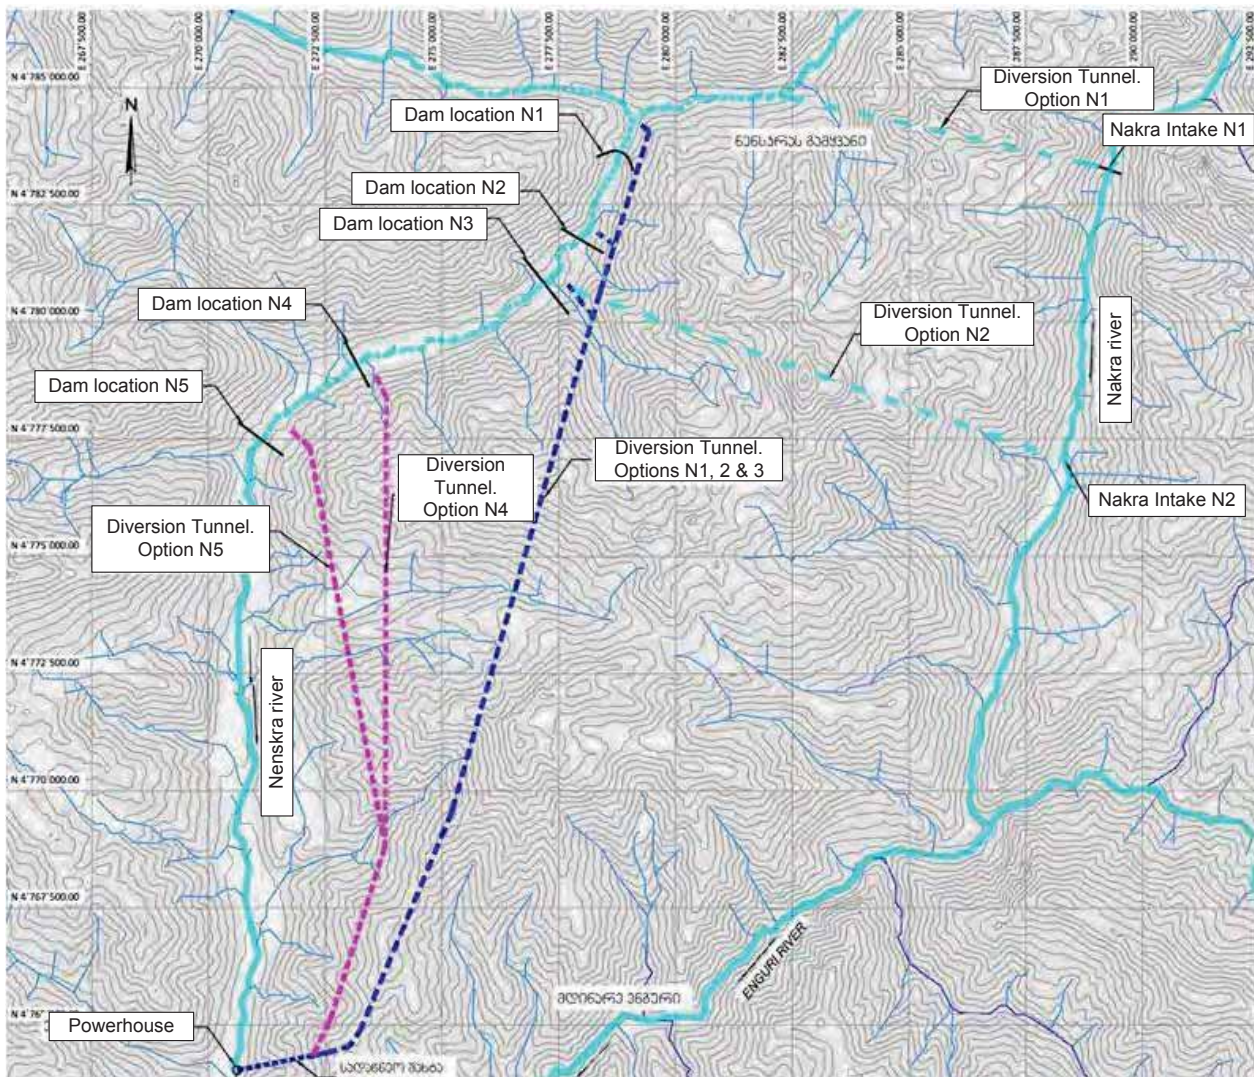 E 267'500.00
E 270'000.00
E 272'500.00
E 275'000.00
E 277'500.00
E 280'000.00
E 282'500.00
E 285'000.00
E 287'500.00
E 290'000.00
N 4'785 000.00
N
Diversion Tunnel.
Option N1
Dam location N1
Nakra Intake N1
ნენსარას მამყვანი
N 4'782 500.00
Dam location N2
Dam location N3
Dam location N4
N 4'780 000.00
Diversion Tunnel.
Option N2
Nakra river
Dam location N5
N 4'777 500.00
Diversion Tunnel.
Options N1, 2 & 3
Diversion
Tunnel.
Option N4
Nakra Intake N2
Diversion Tunnel.
Option N5
N 4'775 000.00
N 4'772 500.00
Nenskra river
N 4'770 000.00
N 4'767 500.00
ENGURI RIVER
მდინარე ენგური
Powerhouse